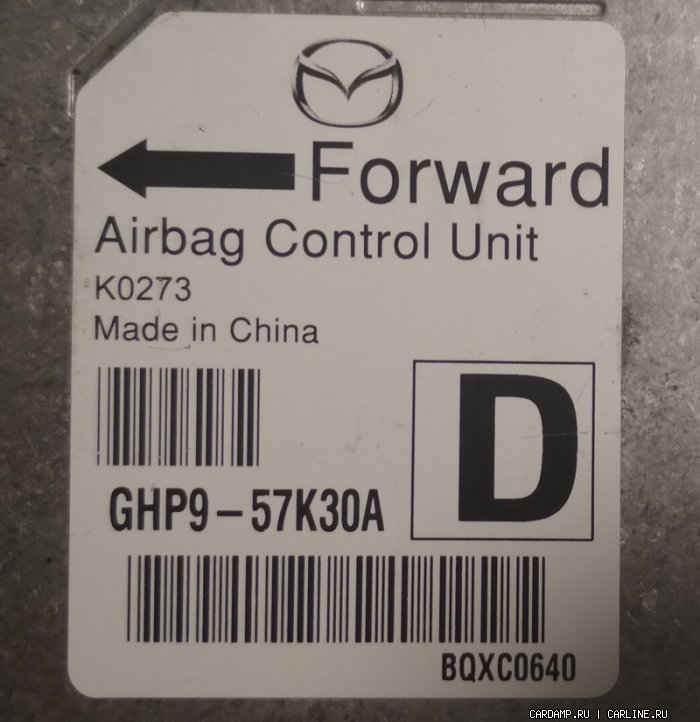 Forward
Airbag Control Unit
K0273
Made in China
D
GHP9-57K30A
BQXC0640
CARDAMP.RU | CARLINE.RU